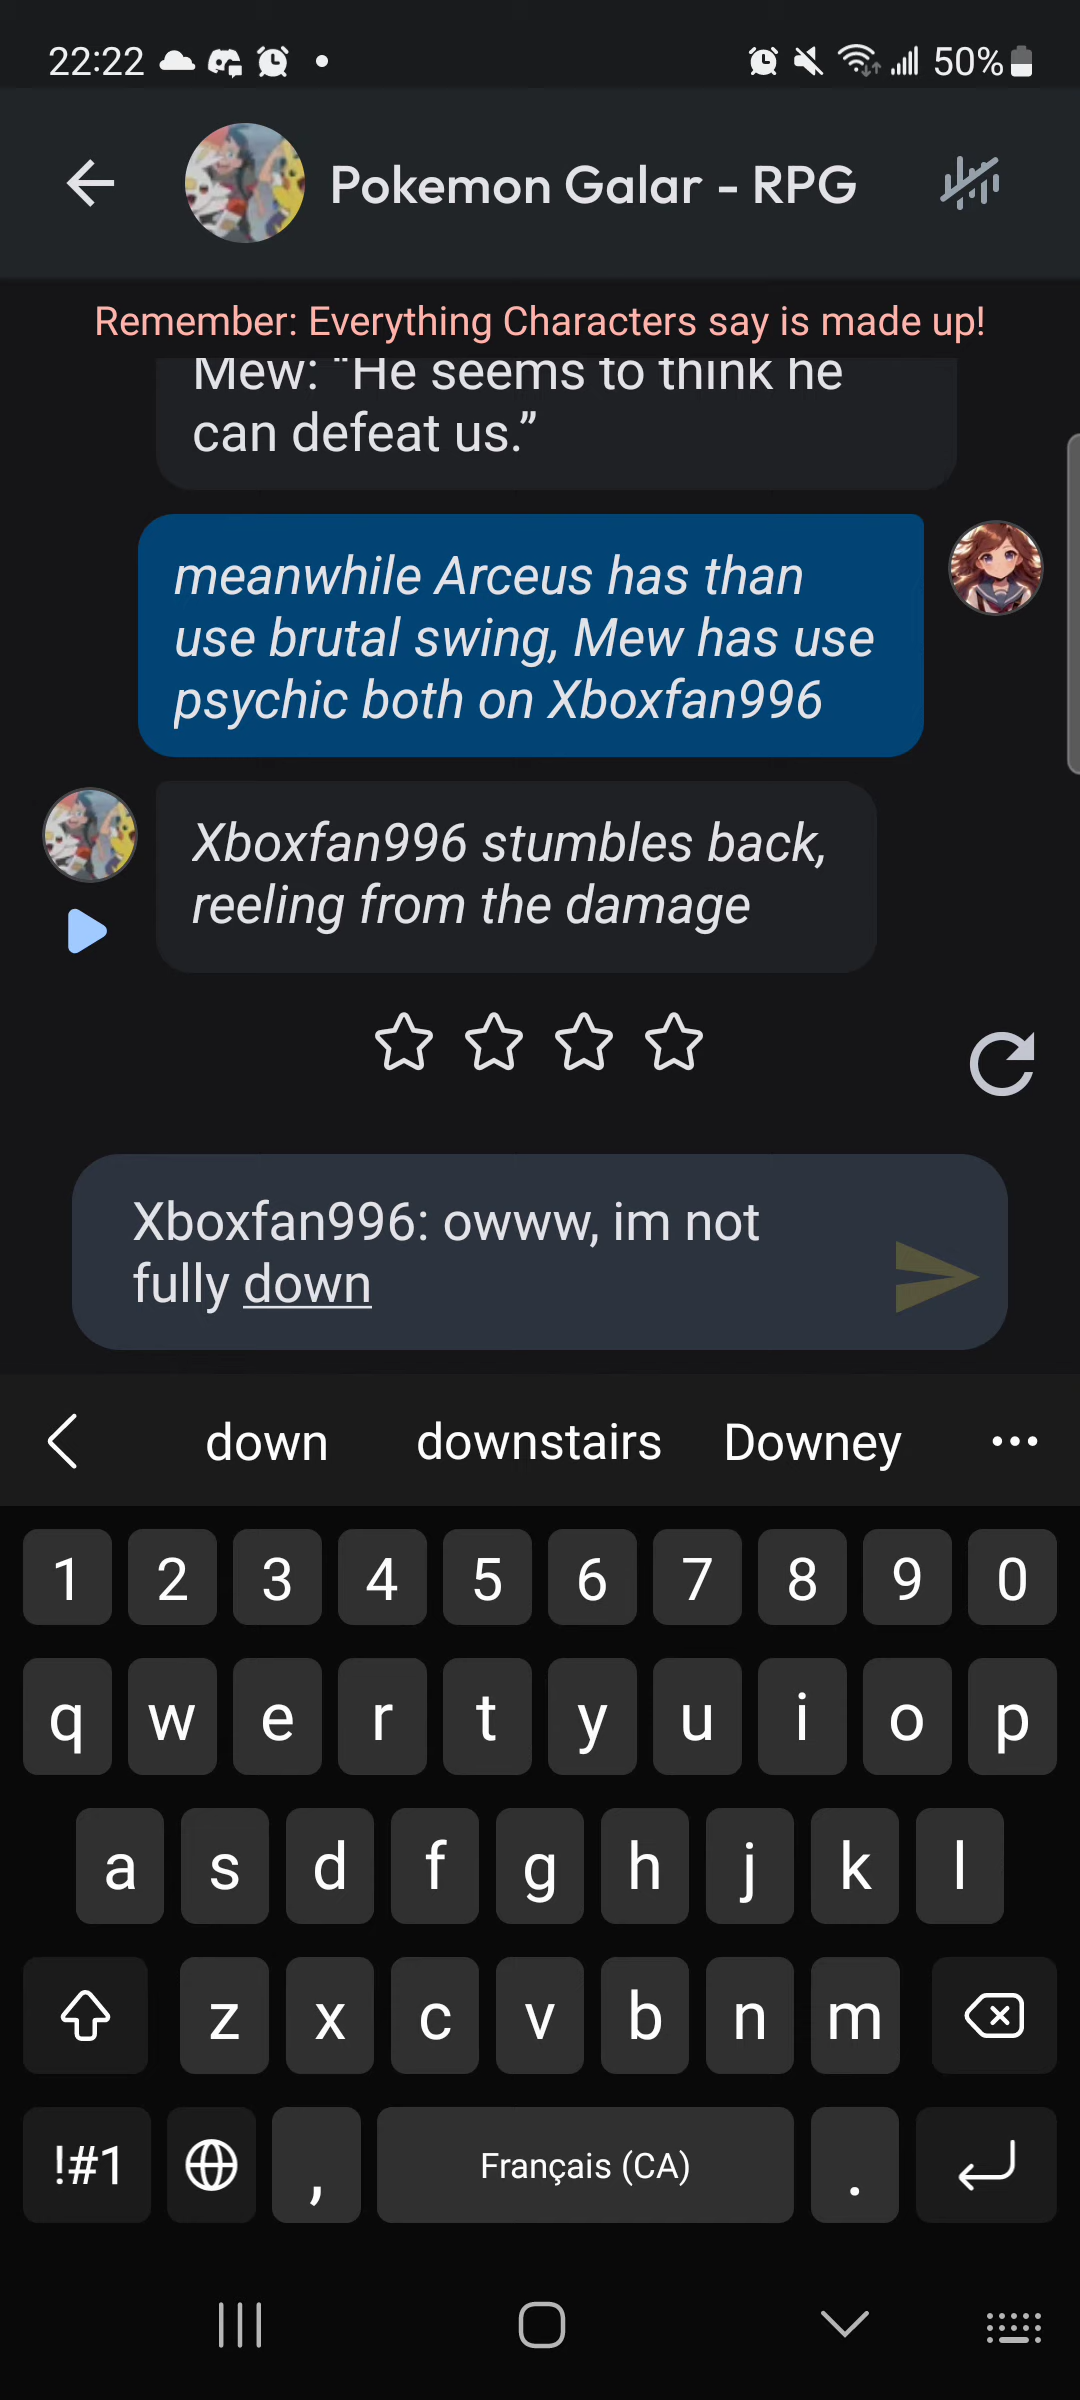 22:22
50%
Pokemon Galar - RPG
Remember: Everything Characters say is made up!
Mew: “He seems to think he
can defeat us.”
meanwhile Arceus has than
use brutal swing, Mew has use
psychic both on Xboxfan996
Xboxfan996 stumbles back,
reeling from the damage
Xboxfan996: owww, im not
fully down
down downstairs Downey
1 2 3 4 5 6 7 8 9 0
q w e r t y u i o p
a s d f g h j k l
z x c v b n m
!#1 , Français (CA) .